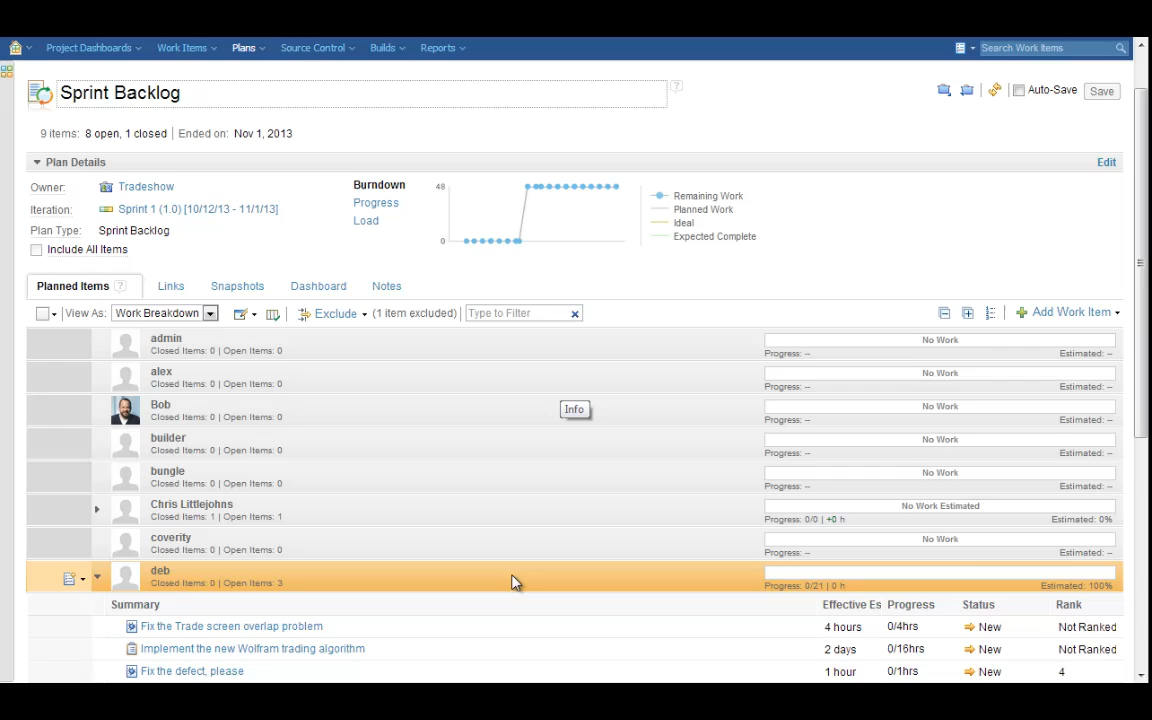 Project Dashboards Work Items Plans Source Control Builds Reports Search Work Items
Sprint Backlog ? Auto-Save Save
9 items: 8 open, 1 closed | Ended on: Nov 1, 2013
Plan Details Edit
Owner: Tradeshow
Iteration: Sprint 1 (1.0) [10/12/13 - 11/1/13]
Plan Type: Sprint Backlog
Include All Items
Burndown
Progress
Load
48
0
Remaining Work
Planned Work
Ideal
Expected Complete
Planned Items ? Links Snapshots Dashboard Notes
View As: Work Breakdown Exclude (1 item excluded) Type to Filter Add Work Item
admin No Work
Closed Items: 0 | Open Items: 0 Progress: -- Estimated: --
alex No Work
Closed Items: 0 | Open Items: 0 Progress: -- Estimated: --
Bob No Work
Closed Items: 0 | Open Items: 0 Progress: -- Estimated: --
Info
builder No Work
Closed Items: 0 | Open Items: 0 Progress: -- Estimated: --
bungle No Work
Closed Items: 0 | Open Items: 0 Progress: -- Estimated: --
Chris Littlejohns No Work Estimated
Closed Items: 1 | Open Items: 1 Progress: 0/0 | +0 h Estimated: 0%
coverity No Work
Closed Items: 0 | Open Items: 0 Progress: -- Estimated: --
deb
Closed Items: 0 | Open Items: 3 Progress: 0/21 | 0 h Estimated: 100%
Summary Effective Es Progress Status Rank
Fix the Trade screen overlap problem 4 hours 0/4hrs New Not Ranked
Implement the new Wolfram trading algorithm 2 days 0/16hrs New Not Ranked
Fix the defect, please 1 hour 0/1hrs New 4